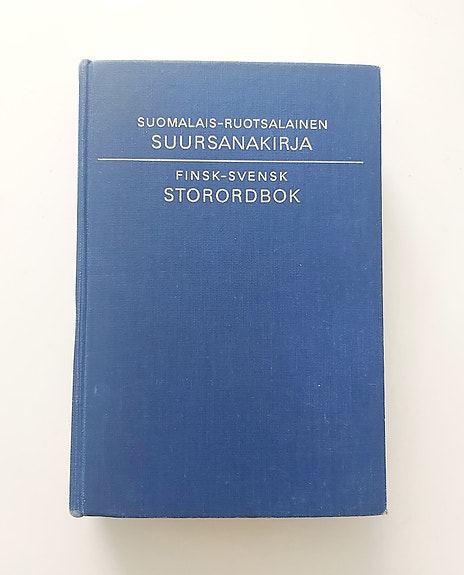 SUOMALAIS-RUOTSALAINEN
SUURSANAKIRJA
FINSK-SVENSK
STORORDBOK